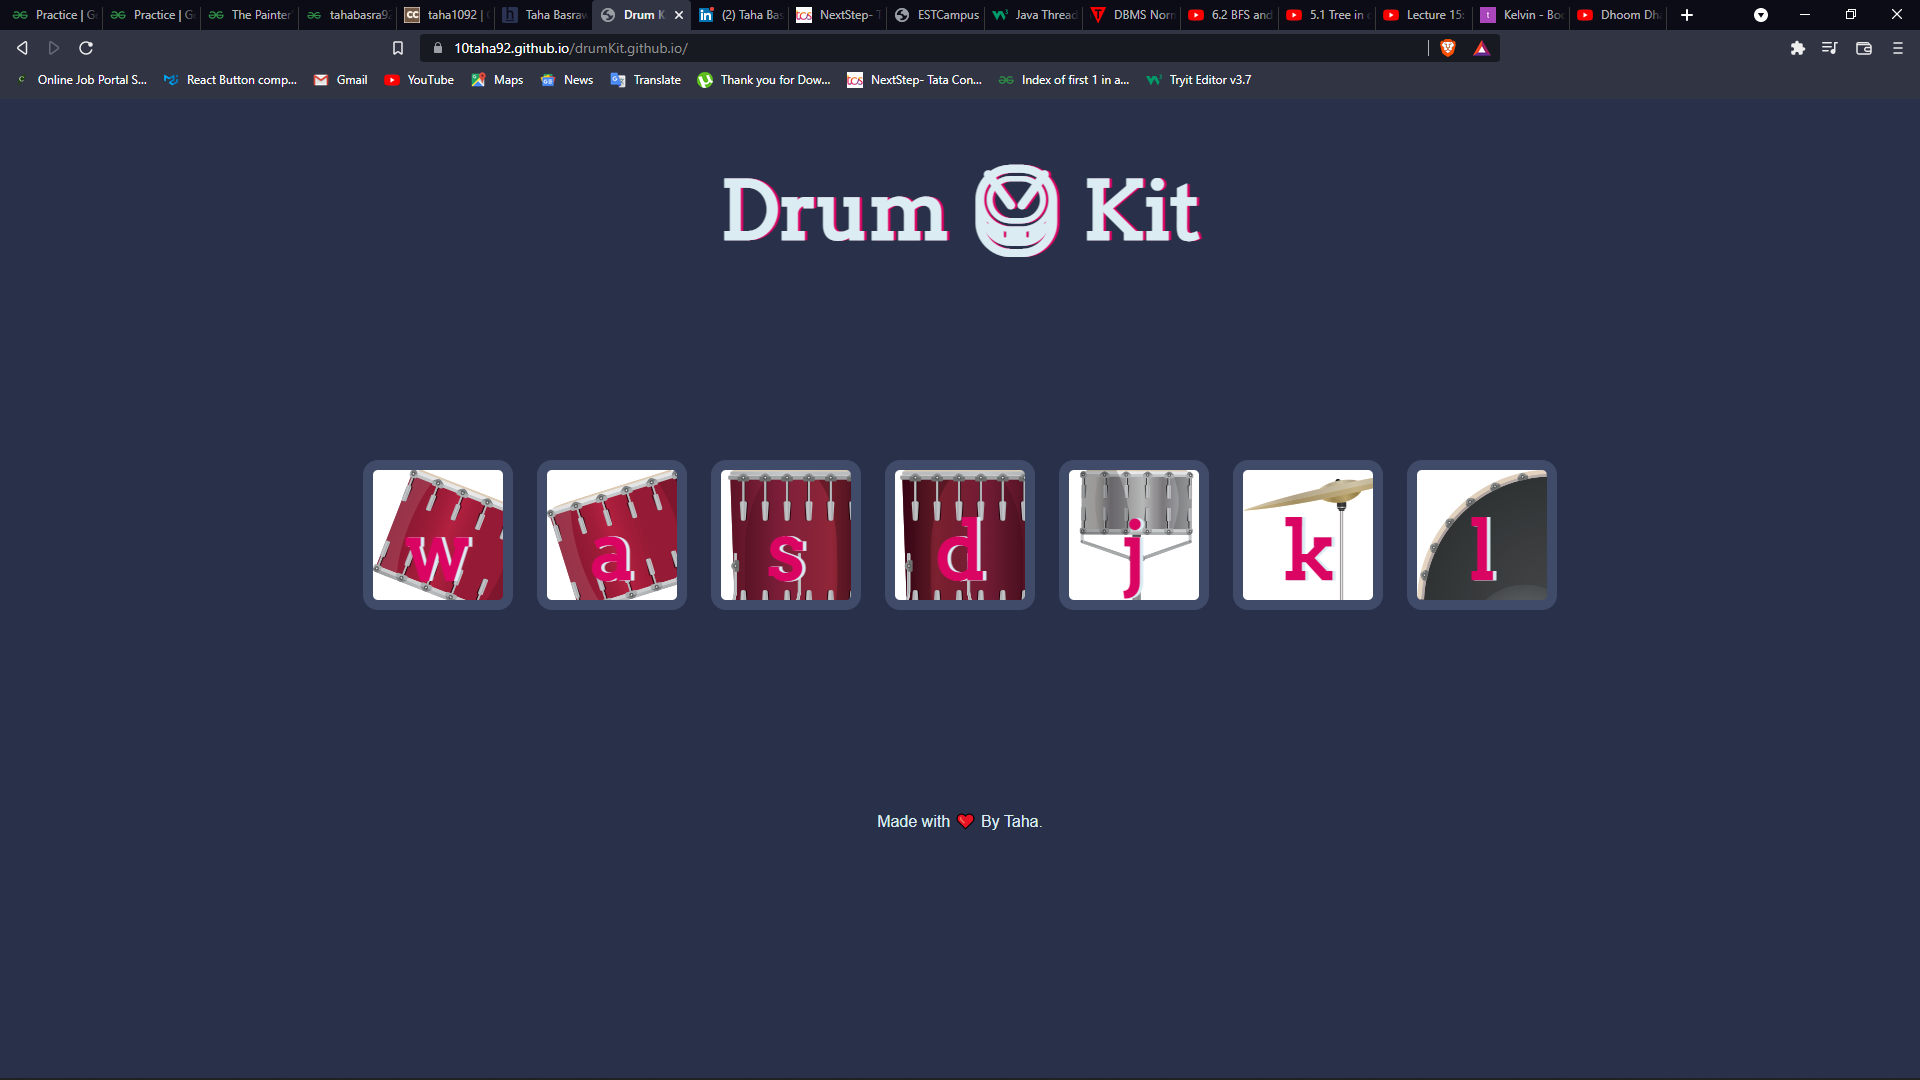 Practice | G
Practice | G
The Painter
tahabasra9
taha1092 |
Taha Basraw
Drum K
(2) Taha Bas
NextStep- T
ESTCampus
Java Thread
DBMS Norm
6.2 BFS and
5.1 Tree in
Lecture 15:
Kelvin - Boo
Dhoom Dh
10taha92.github.io/drumKit.github.io/
Online Job Portal S...
React Button comp...
Gmail
YouTube
Maps
News
Translate
Thank you for Dow...
NextStep- Tata Con...
Index of first 1 in a...
Tryit Editor v3.7
Drum Kit
w a s d j k l
Made with ❤️ By Taha.